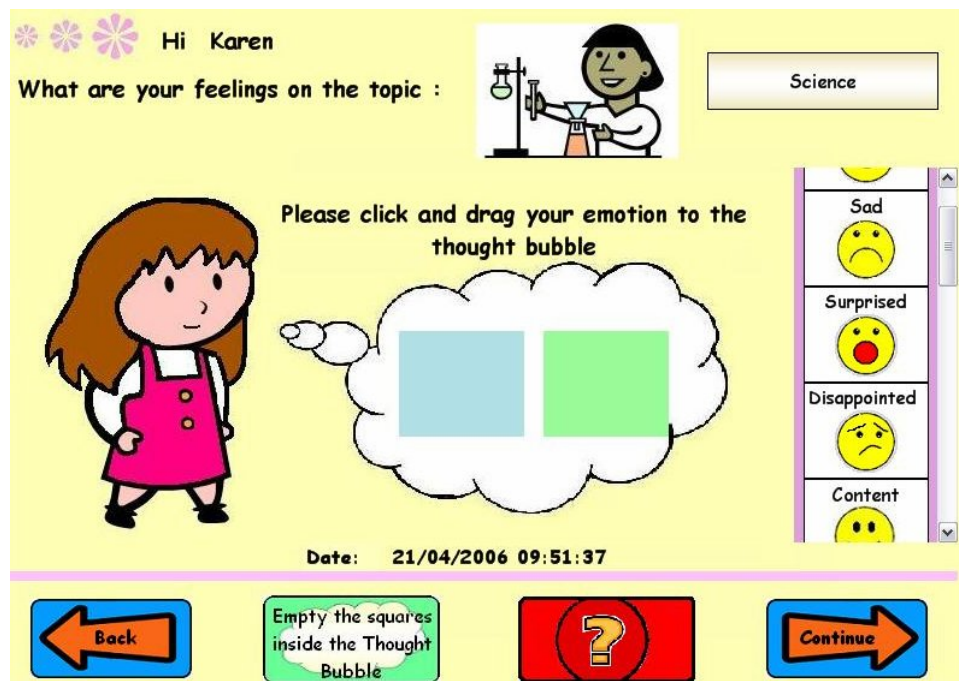 Hi Karen
What are your feelings on the topic :
Science
Please click and drag your emotion to the
thought bubble
Sad
Surprised
Disappointed
Content
Date: 21/04/2006 09:51:37
Back
Empty the squares
inside the Thought
Bubble
?
Continue